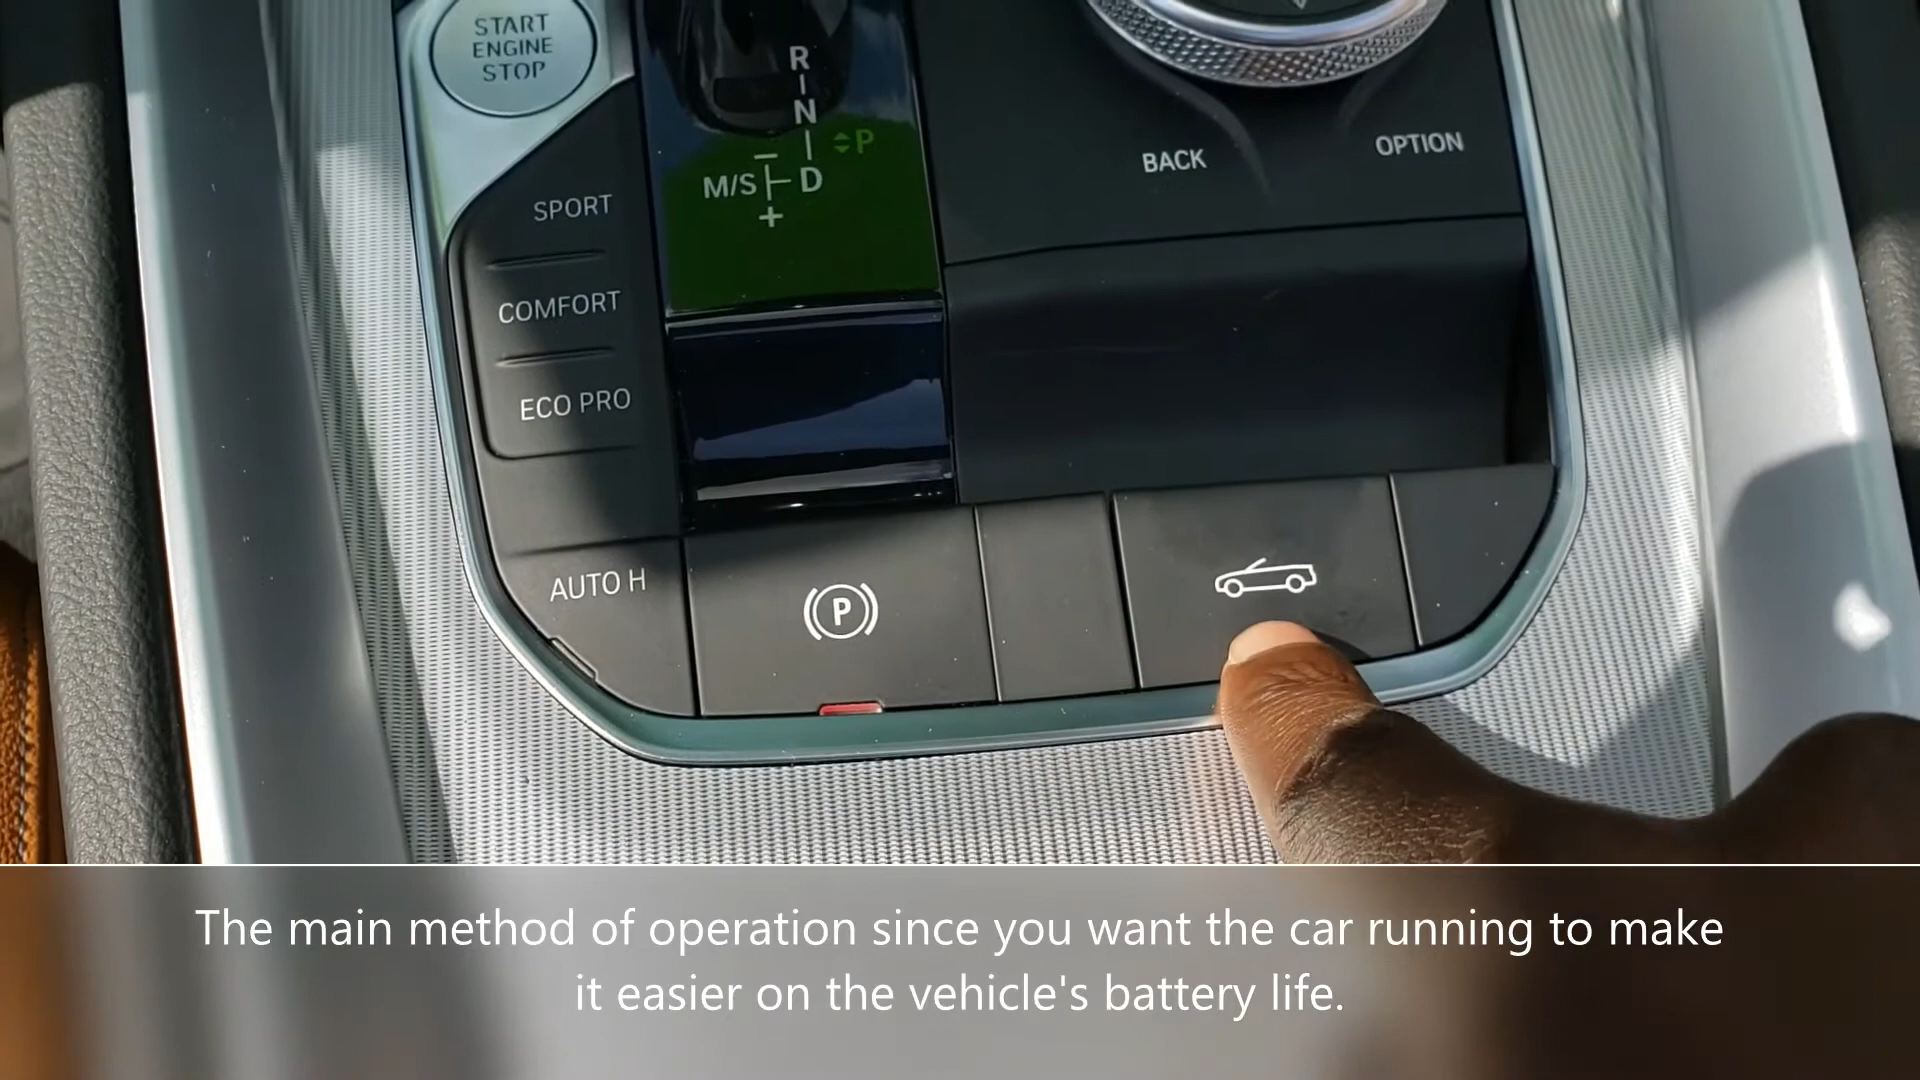 START
ENGINE
STOP
R
N
P
M/S
D
+
BACK
OPTION
SPORT
COMFORT
ECO PRO
AUTO H
P
The main method of operation since you want the car running to make
it easier on the vehicle's battery life.